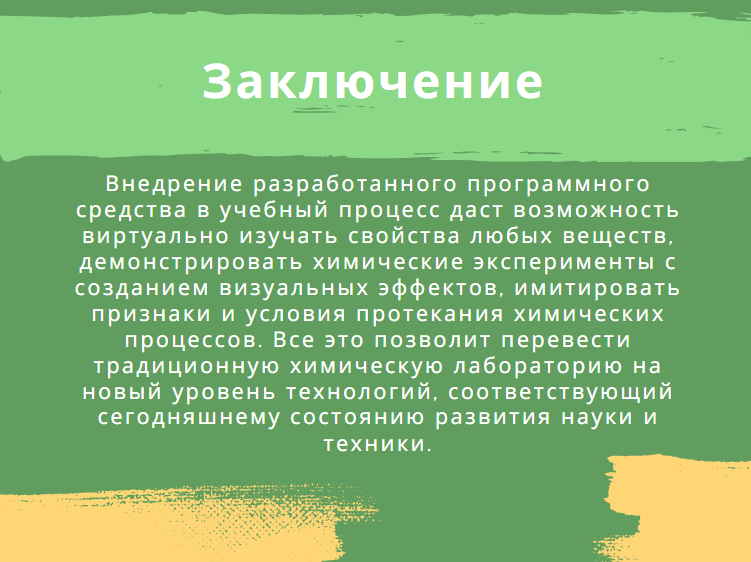 Заключение
Внедрение разработанного программного
средства в учебный процесс даст возможность
виртуально изучать свойства любых веществ,
демонстрировать химические эксперименты с
созданием визуальных эффектов, имитировать
признаки и условия протекания химических
процессов. Все это позволит перевести
традиционную химическую лабораторию на
новый уровень технологий, соответствующий
сегодняшнему состоянию развития науки и
техники.